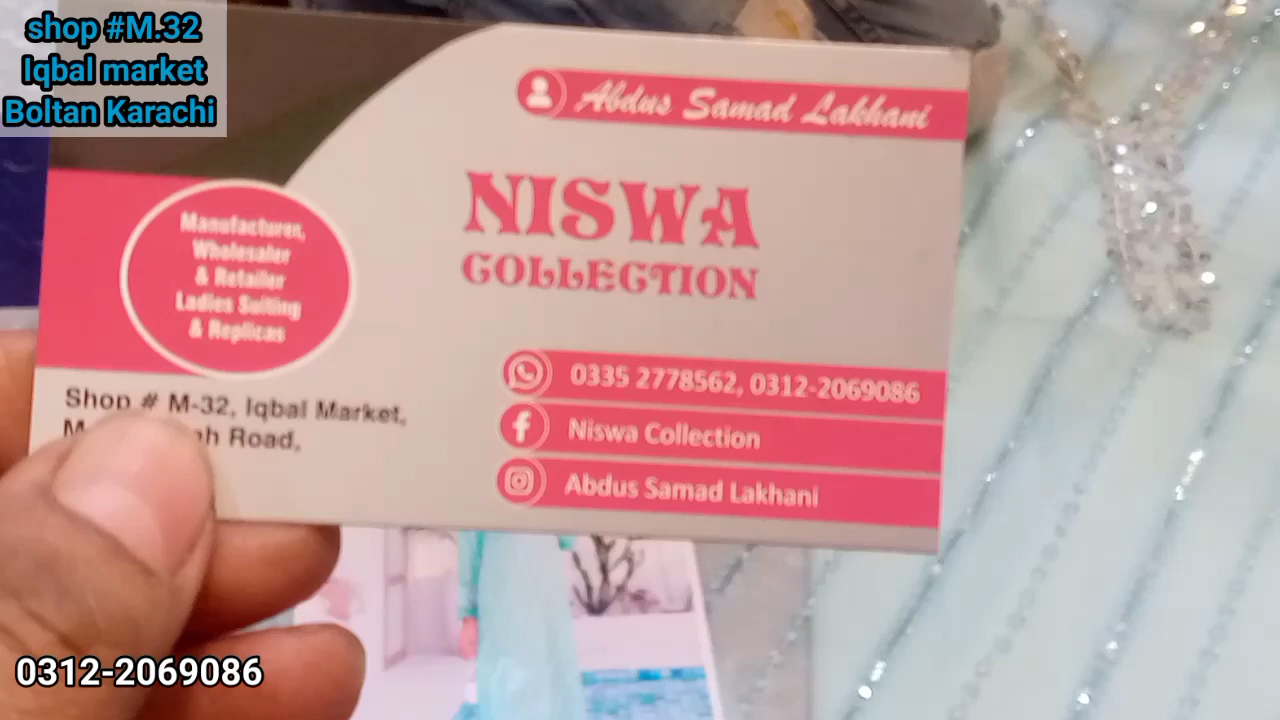 shop #M.32
Iqbal market
Boltan Karachi
Abdus Samad Lakhani
NISWA
COLLECTION
Manufacturer,
Wholesaler
& Retailer
Ladies Suiting
& Replicas
0335 2778562, 0312-2069086
Niswa Collection
Abdus Samad Lakhani
Shop # M-32, Iqbal Market,
Road,
0312-2069086